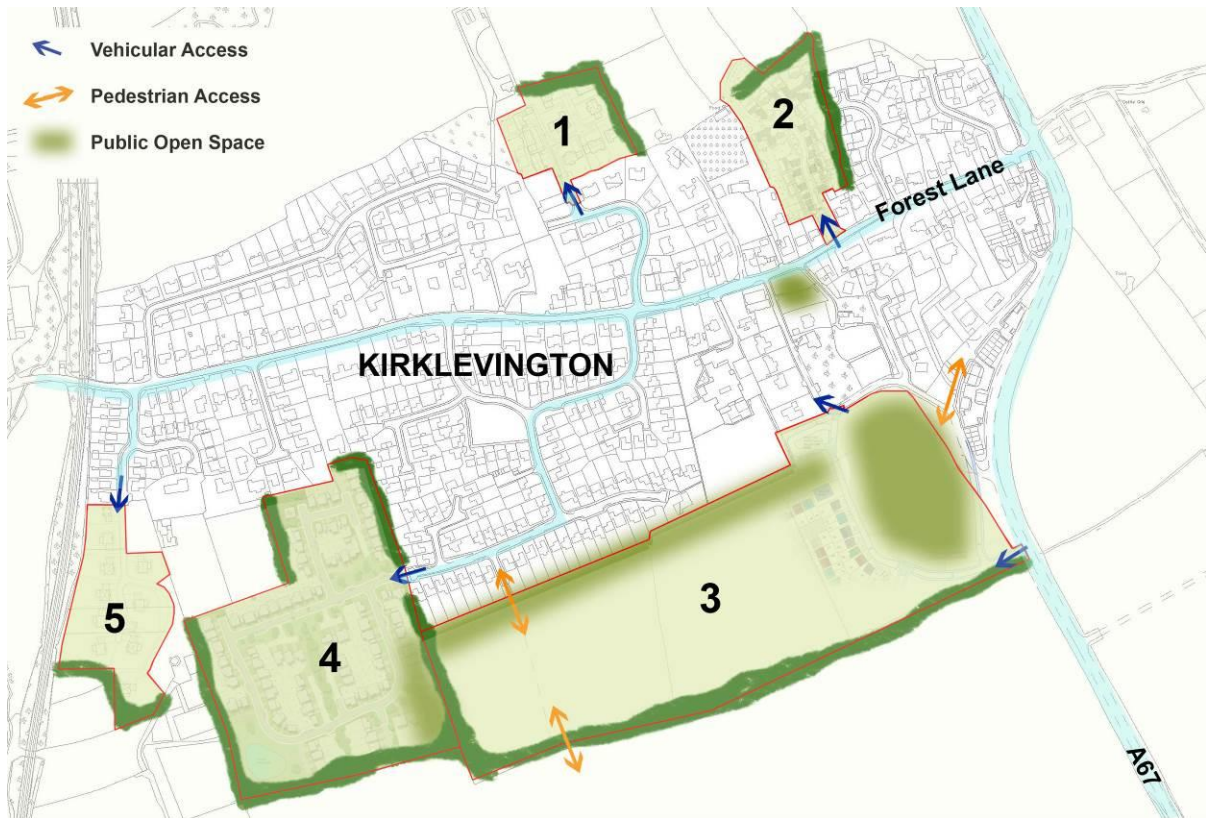 Vehicular Access
Pedestrian Access
Public Open Space
1
2
Forest Lane
KIRKLEVINGTON
3
4
5
A67